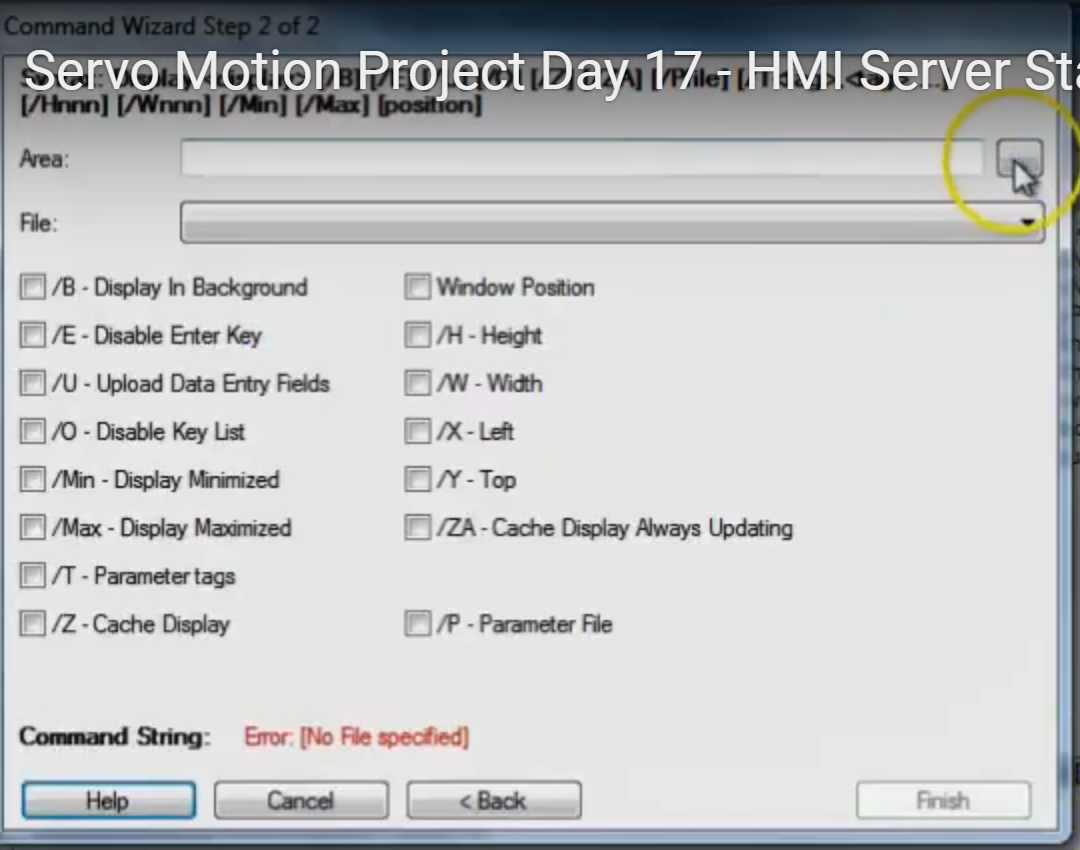 Command Wizard Step 2 of 2
Servo Motion Project Day 17 - HMI Server Sta
[/Hnnn] [/Wnnn] [/Min] [/Max] [position]
Area:
File:
/B - Display In Background
Window Position
/E - Disable Enter Key
/H - Height
/U - Upload Data Entry Fields
/W - Width
/O - Disable Key List
/X - Left
/Min - Display Minimized
/Y - Top
/Max - Display Maximized
/ZA - Cache Display Always Updating
/T - Parameter tags
/Z - Cache Display
/P - Parameter File
Command String: Error: [No File specified]
Help
Cancel
< Back
Finish